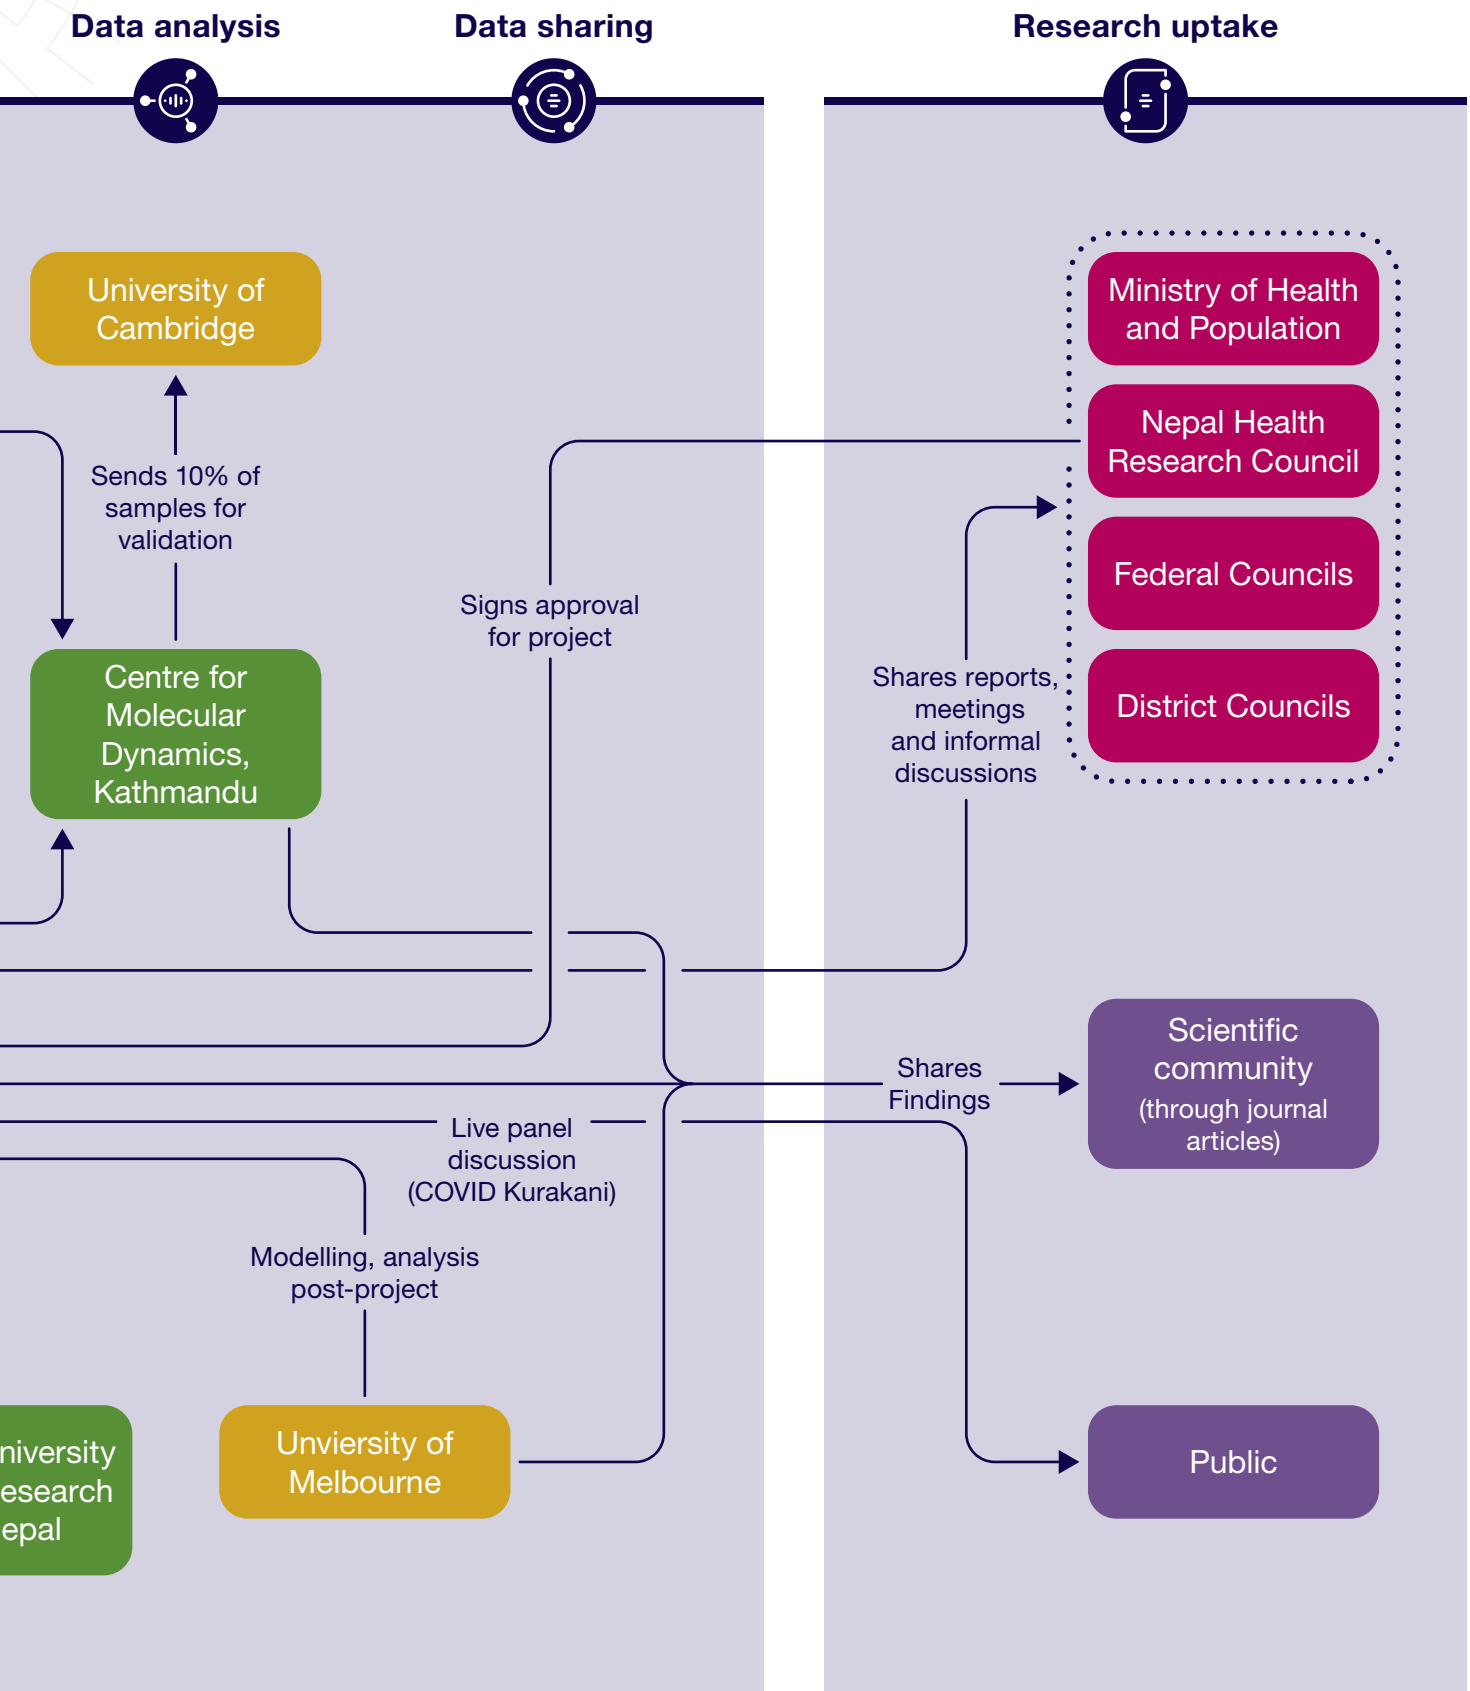 Data analysis
Data sharing
Research uptake
University of
Cambridge
Sends 10% of
samples for
validation
Centre for
Molecular
Dynamics,
Kathmandu
Signs approval
for project
Shares reports,
meetings
and informal
discussions
Ministry of Health
and Population
Nepal Health
Research Council
Federal Councils
District Councils
Shares
Findings
Scientific
community
(through journal
articles)
Live panel
discussion
(COVID Kurakani)
Modelling, analysis
post-project
niversity
esearch
epal
Unviersity of
Melbourne
Public